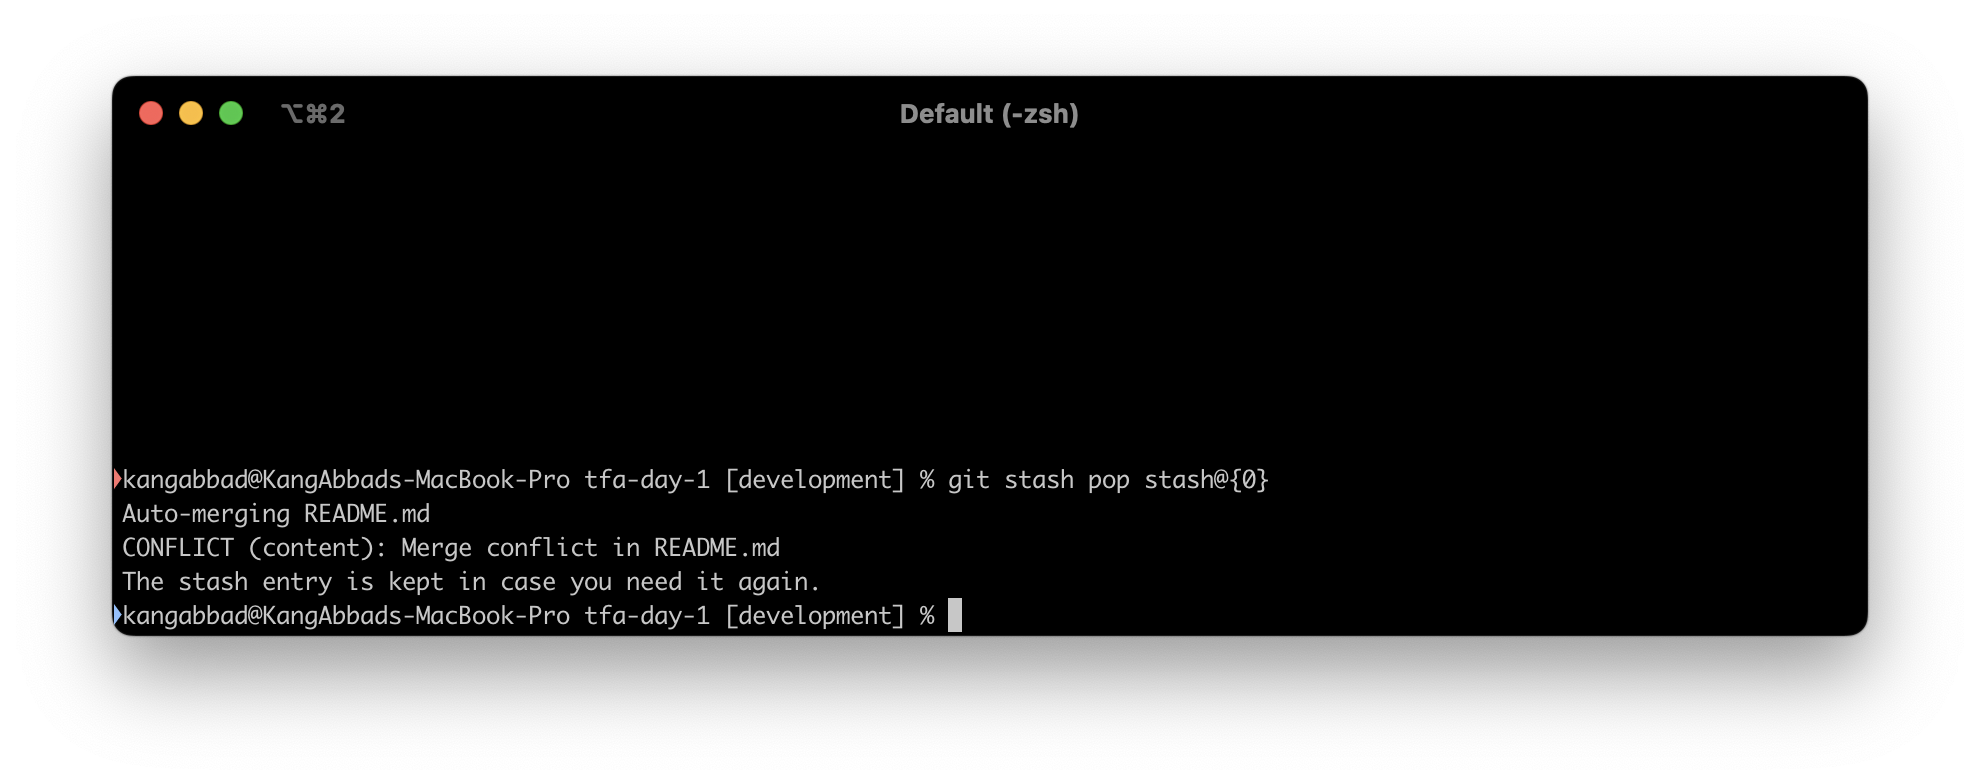 ⌥⌘2
Default (-zsh)
kangabbad@KangAbbads-MacBook-Pro tfa-day-1 [development] % git stash pop stash@{0}
Auto-merging README.md
CONFLICT (content): Merge conflict in README.md
The stash entry is kept in case you need it again.
kangabbad@KangAbbads-MacBook-Pro tfa-day-1 [development] %